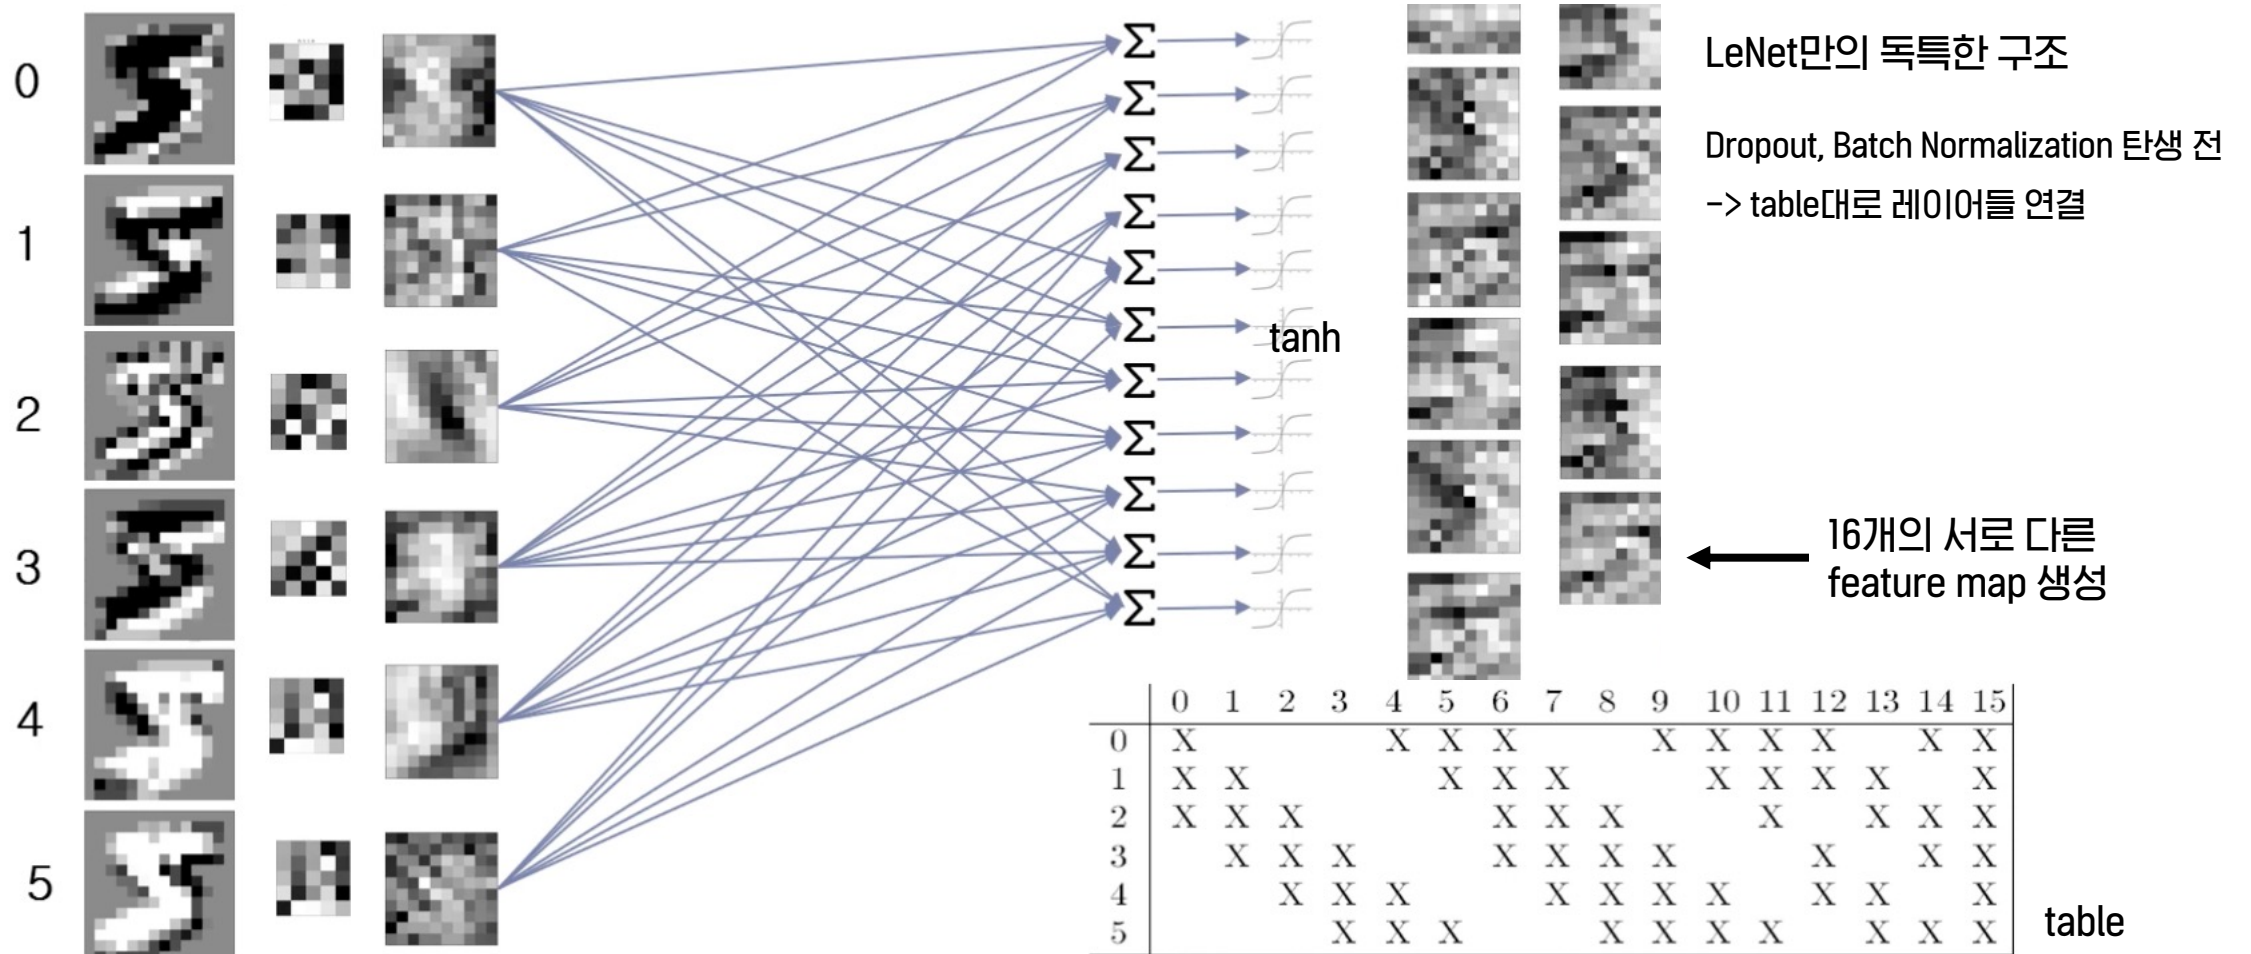 0
1
2
3
4
5
Σ
Σ
Σ
Σ
Σ
Σ
Σ
Σ
Σ
Σ
Σ
tanh
LeNet만의 독특한 구조
Dropout, Batch Normalization 탄생 전
-> table대로 레이어들 연결
16개의 서로 다른
feature map 생성
0 1 2 3 4 5 6 7 8 9 10 11 12 13 14 15
0 X X X X X X X X X X
1 X X X X X X X X X X
2 X X X X X X X X X X
3 X X X X X X X X X X
4 X X X X X X X X X X
5 X X X X X X X X X X
table